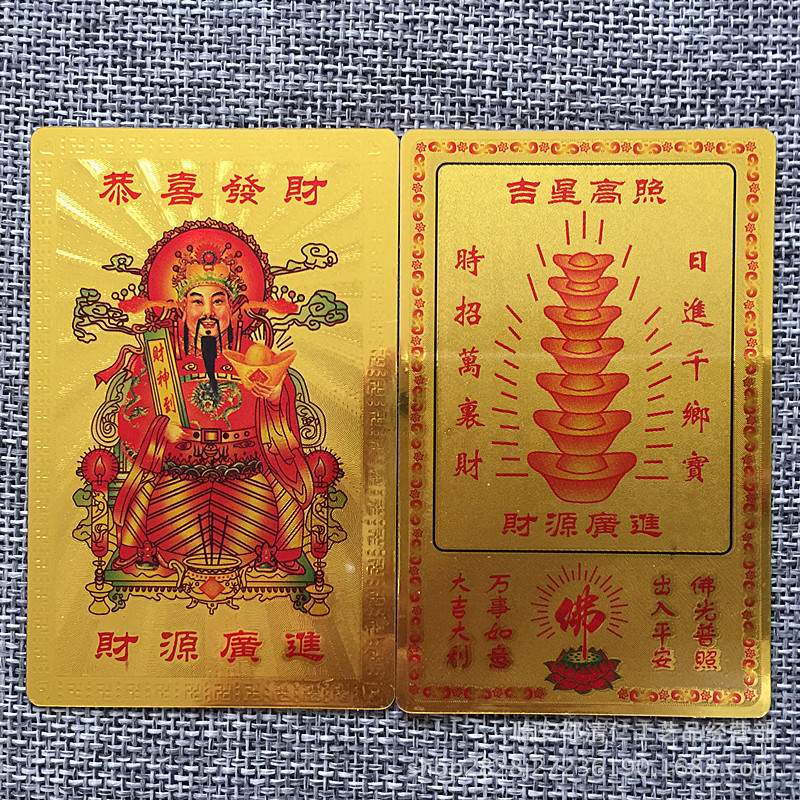 恭喜發財
財神到
財源廣進
吉星高照
日進千鄉寶
時招萬裏財
財源廣進
佛光普照
出入平安
佛
万事如意
大吉大利